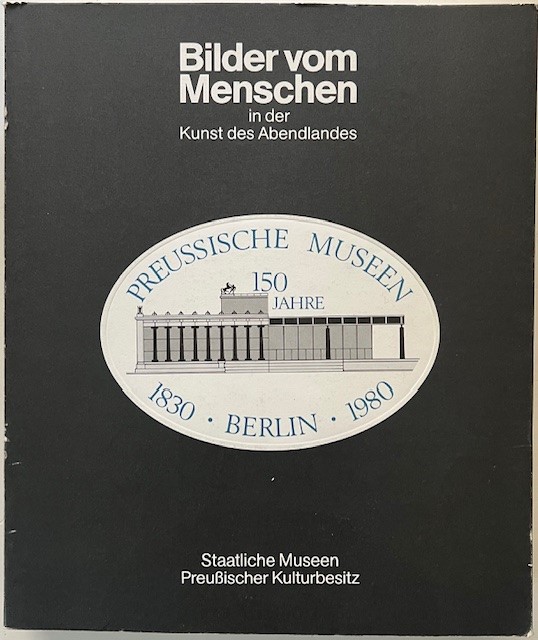 Bilder vom
Menschen
in der
Kunst des Abendlandes
PREUSSISCHE MUSEEN
150
JAHRE
1830 · BERLIN · 1980
Staatliche Museen
Preußischer Kulturbesitz